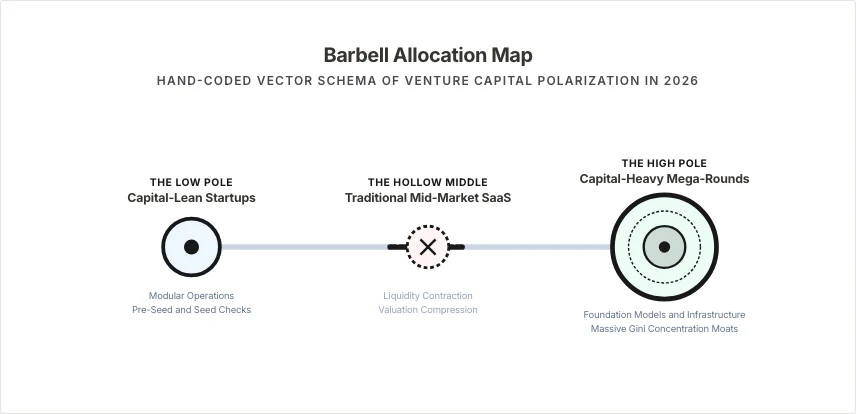 Barbell Allocation Map
HAND-CODED VECTOR SCHEMA OF VENTURE CAPITAL POLARIZATION IN 2026
THE LOW POLE
Capital-Lean Startups
Modular Operations
Pre-Seed and Seed Checks
THE HOLLOW MIDDLE
Traditional Mid-Market SaaS
Liquidity Contraction
Valuation Compression
THE HIGH POLE
Capital-Heavy Mega-Rounds
Foundation Models and Infrastructure
Massive Gini Concentration Moats